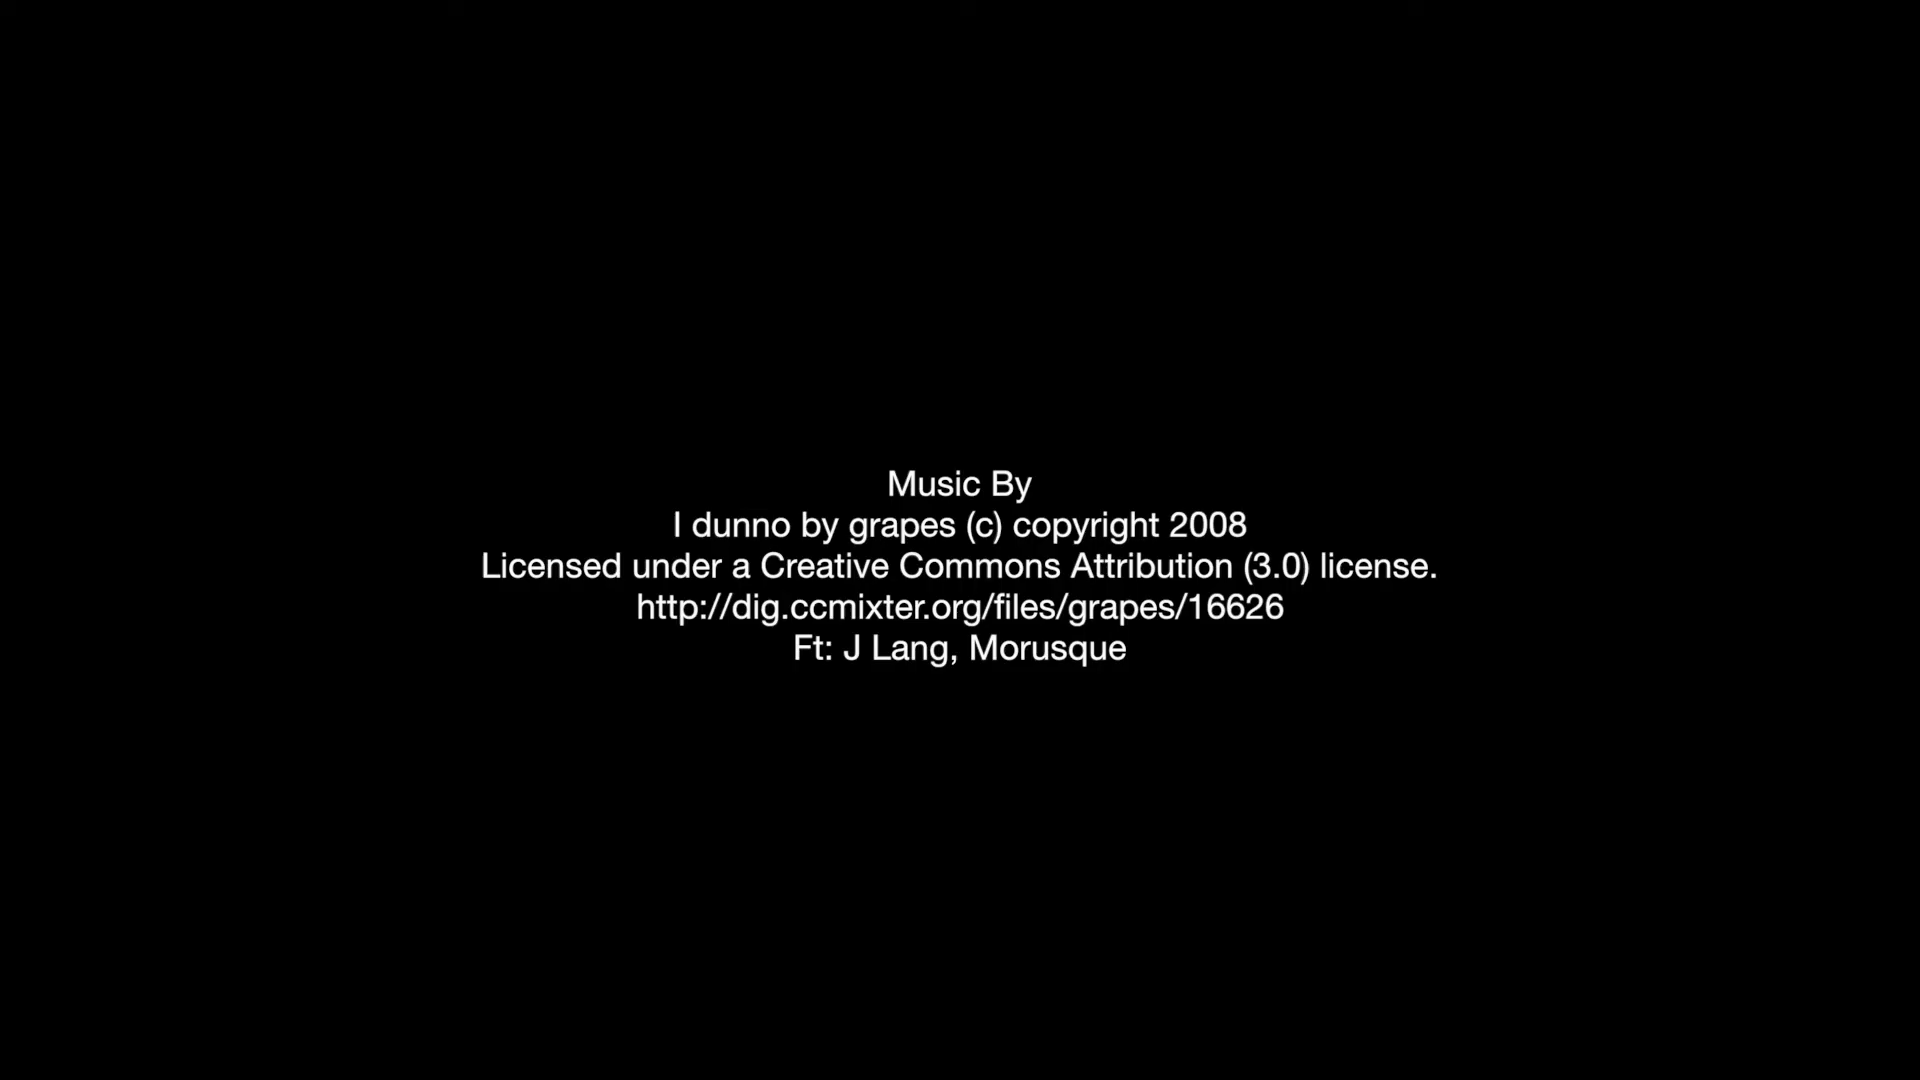 Music By
I dunno by grapes (c) copyright 2008
Licensed under a Creative Commons Attribution (3.0) license.
http://dig.ccmixter.org/files/grapes/16626
Ft: J Lang, Morusque